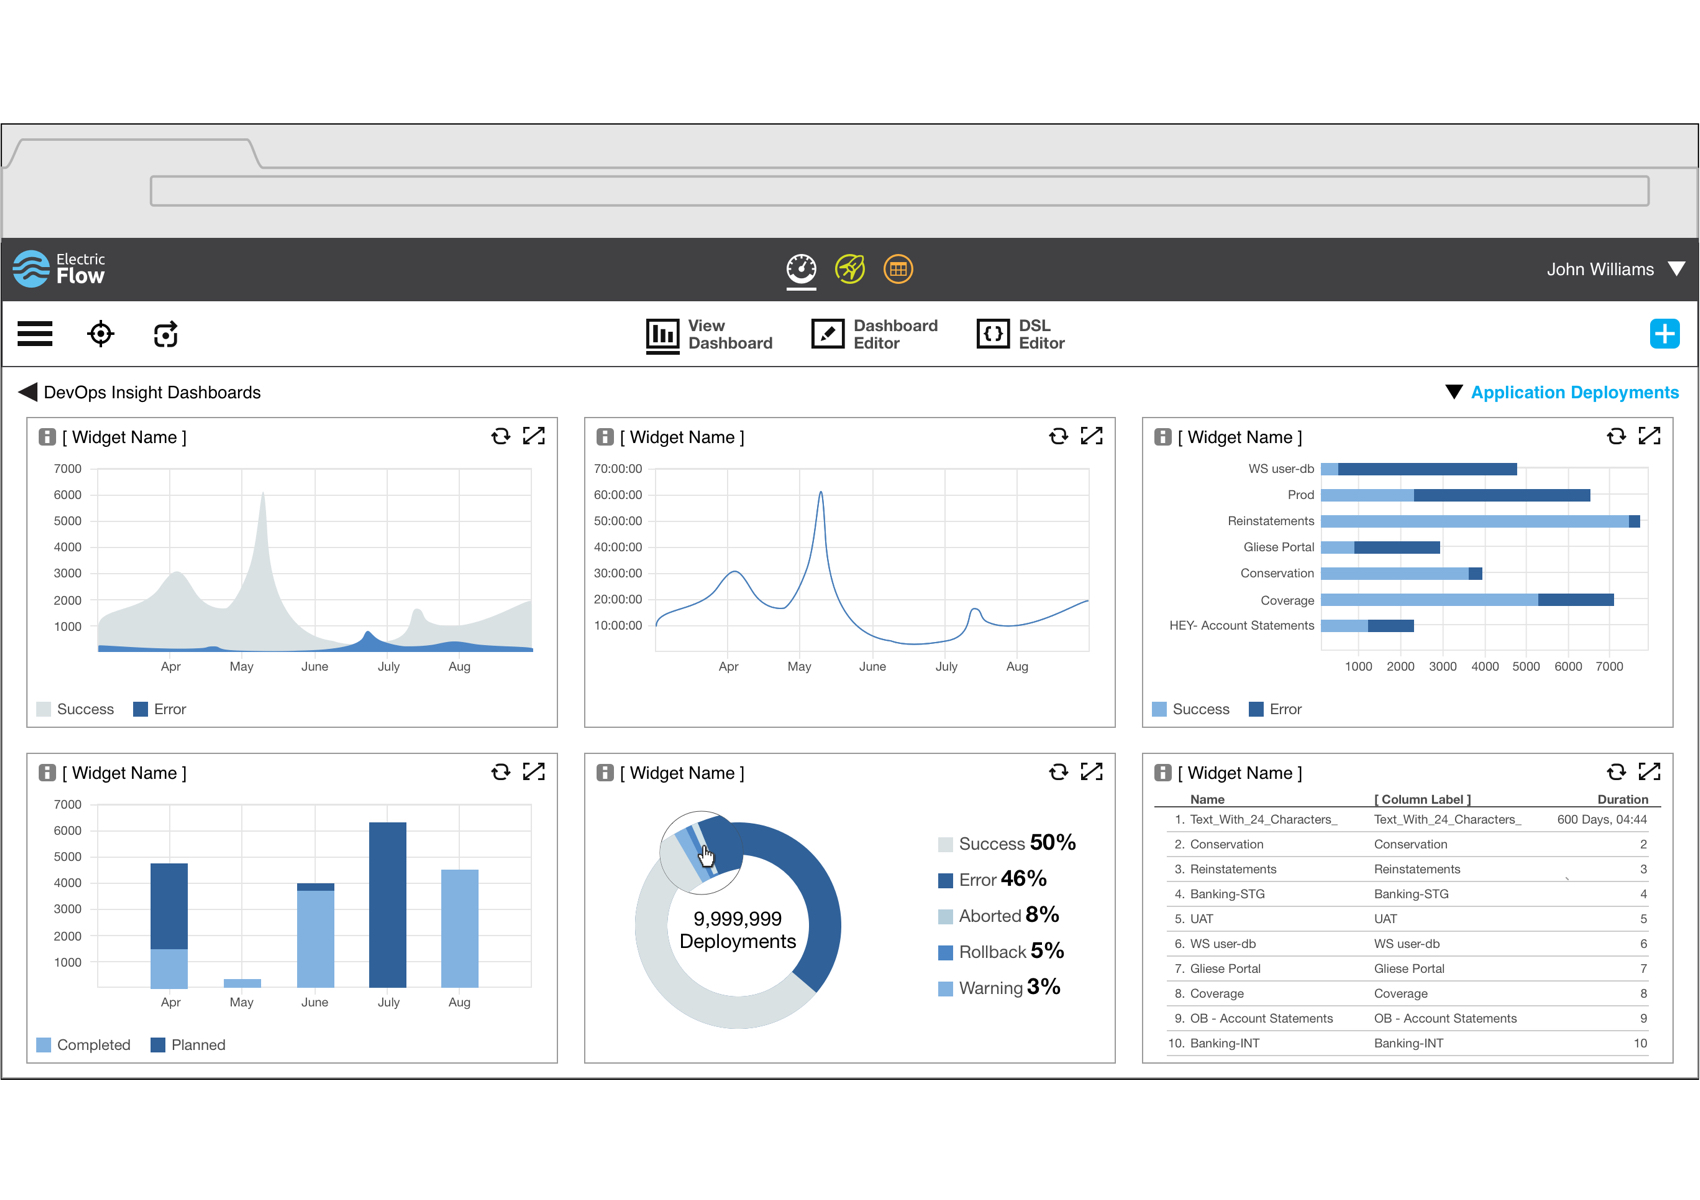 Electric
Flow
John Williams
View
Dashboard
Dashboard
Editor
DSL
Editor
DevOps Insight Dashboards
Application Deployments
[ Widget Name ]
7000
6000
5000
4000
3000
2000
1000
Apr May June July Aug
Success Error
[ Widget Name ]
70:00:00
60:00:00
50:00:00
40:00:00
30:00:00
20:00:00
10:00:00
Apr May June July Aug
[ Widget Name ]
WS user-db
Prod
Reinstatements
Gliese Portal
Conservation
Coverage
HEY- Account Statements
1000 2000 3000 4000 5000 6000 7000
Success Error
[ Widget Name ]
7000
6000
5000
4000
3000
2000
1000
Apr May June July Aug
Completed Planned
[ Widget Name ]
9,999,999
Deployments
Success 50%
Error 46%
Aborted 8%
Rollback 5%
Warning 3%
[ Widget Name ]
Name [ Column Label ] Duration
1. Text_With_24_Characters_ Text_With_24_Characters_ 600 Days, 04:44
2. Conservation Conservation 2
3. Reinstatements Reinstatements 3
4. Banking-STG Banking-STG 4
5. UAT UAT 5
6. WS user-db WS user-db 6
7. Gliese Portal Gliese Portal 7
8. Coverage Coverage 8
9. OB - Account Statements OB - Account Statements 9
10. Banking-INT Banking-INT 10